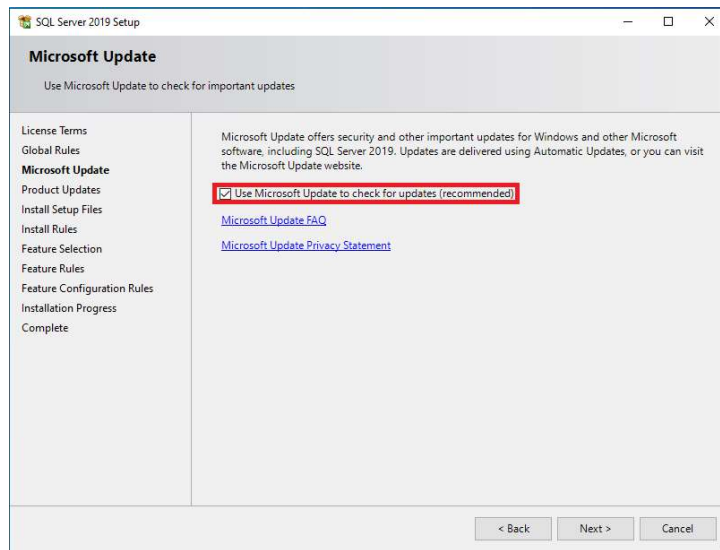 SQL Server 2019 Setup
Microsoft Update
Use Microsoft Update to check for important updates
License Terms
Global Rules
Microsoft Update
Product Updates
Install Setup Files
Install Rules
Feature Selection
Feature Rules
Feature Configuration Rules
Installation Progress
Complete
Microsoft Update offers security and other important updates for Windows and other Microsoft
software, including SQL Server 2019. Updates are delivered using Automatic Updates, or you can visit
the Microsoft Update website.
Use Microsoft Update to check for updates (recommended)
Microsoft Update FAQ
Microsoft Update Privacy Statement
< Back
Next >
Cancel